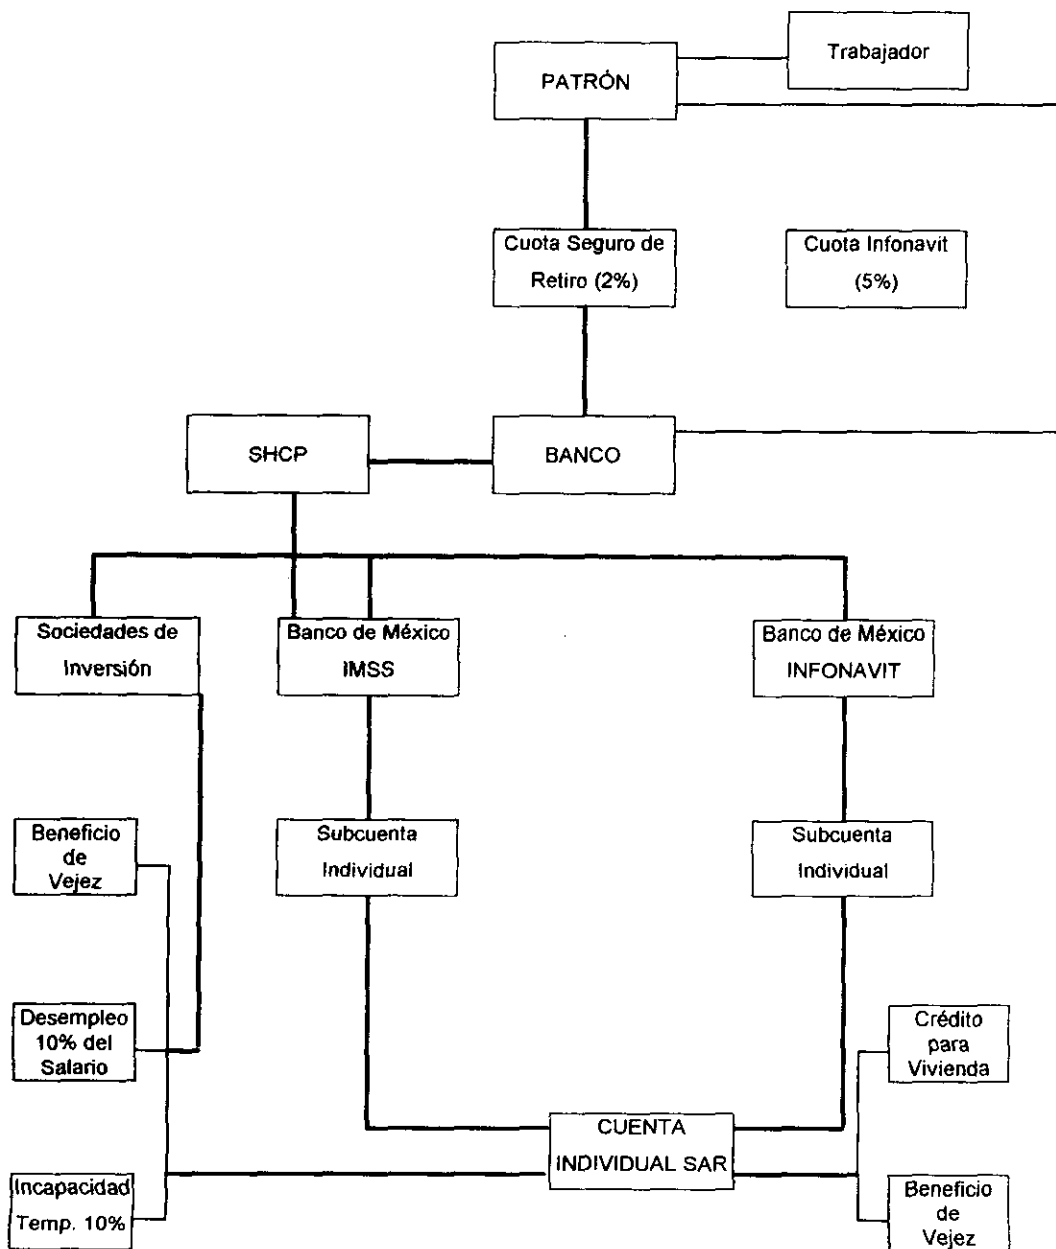 Trabajador
PATRÓN
Cuota Seguro de
Retiro (2%)
Cuota Infonavit
(5%)
SHCP
BANCO
Sociedades de
Inversión
Banco de México
IMSS
Banco de México
INFONAVIT
Beneficio
de
Vejez
Subcuenta
Individual
Subcuenta
Individual
Desempleo
10% del
Salario
Crédito
para
Vivienda
CUENTA
INDIVIDUAL SAR
Incapacidad
Temp. 10%
Beneficio
de
Vejez